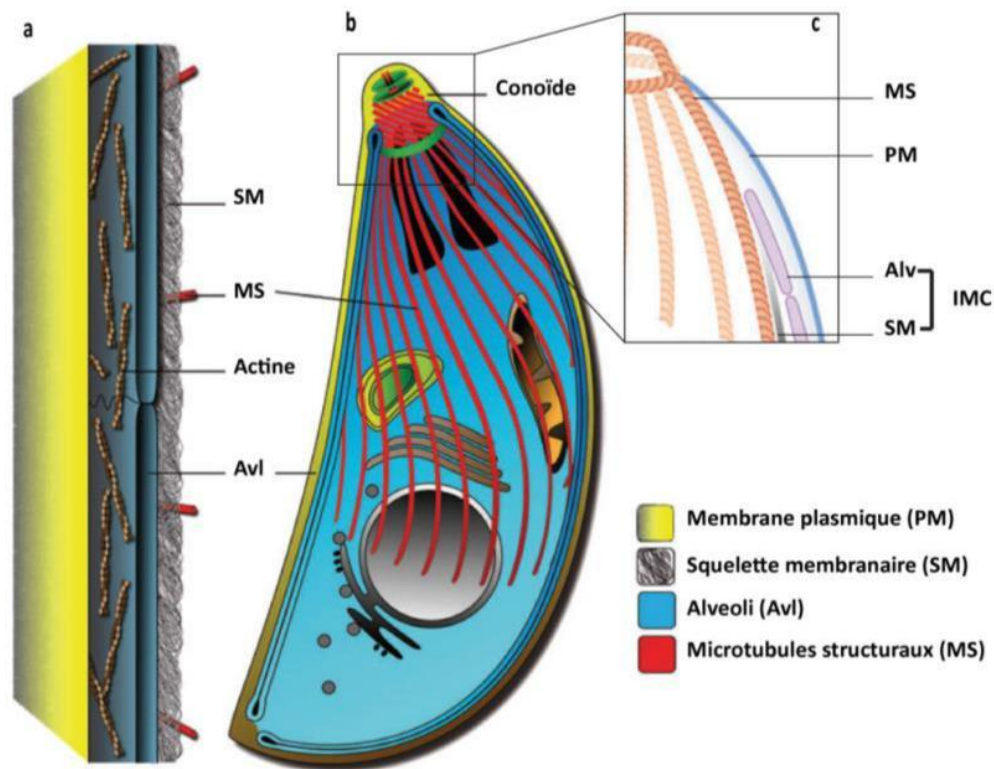 a
b
c
Conoïde
MS
PM
SM
Alv
IMC
MS
SM
Actine
Avl
Membrane plasmique (PM)
Squelette membranaire (SM)
Alveoli (Avl)
Microtubules structuraux (MS)